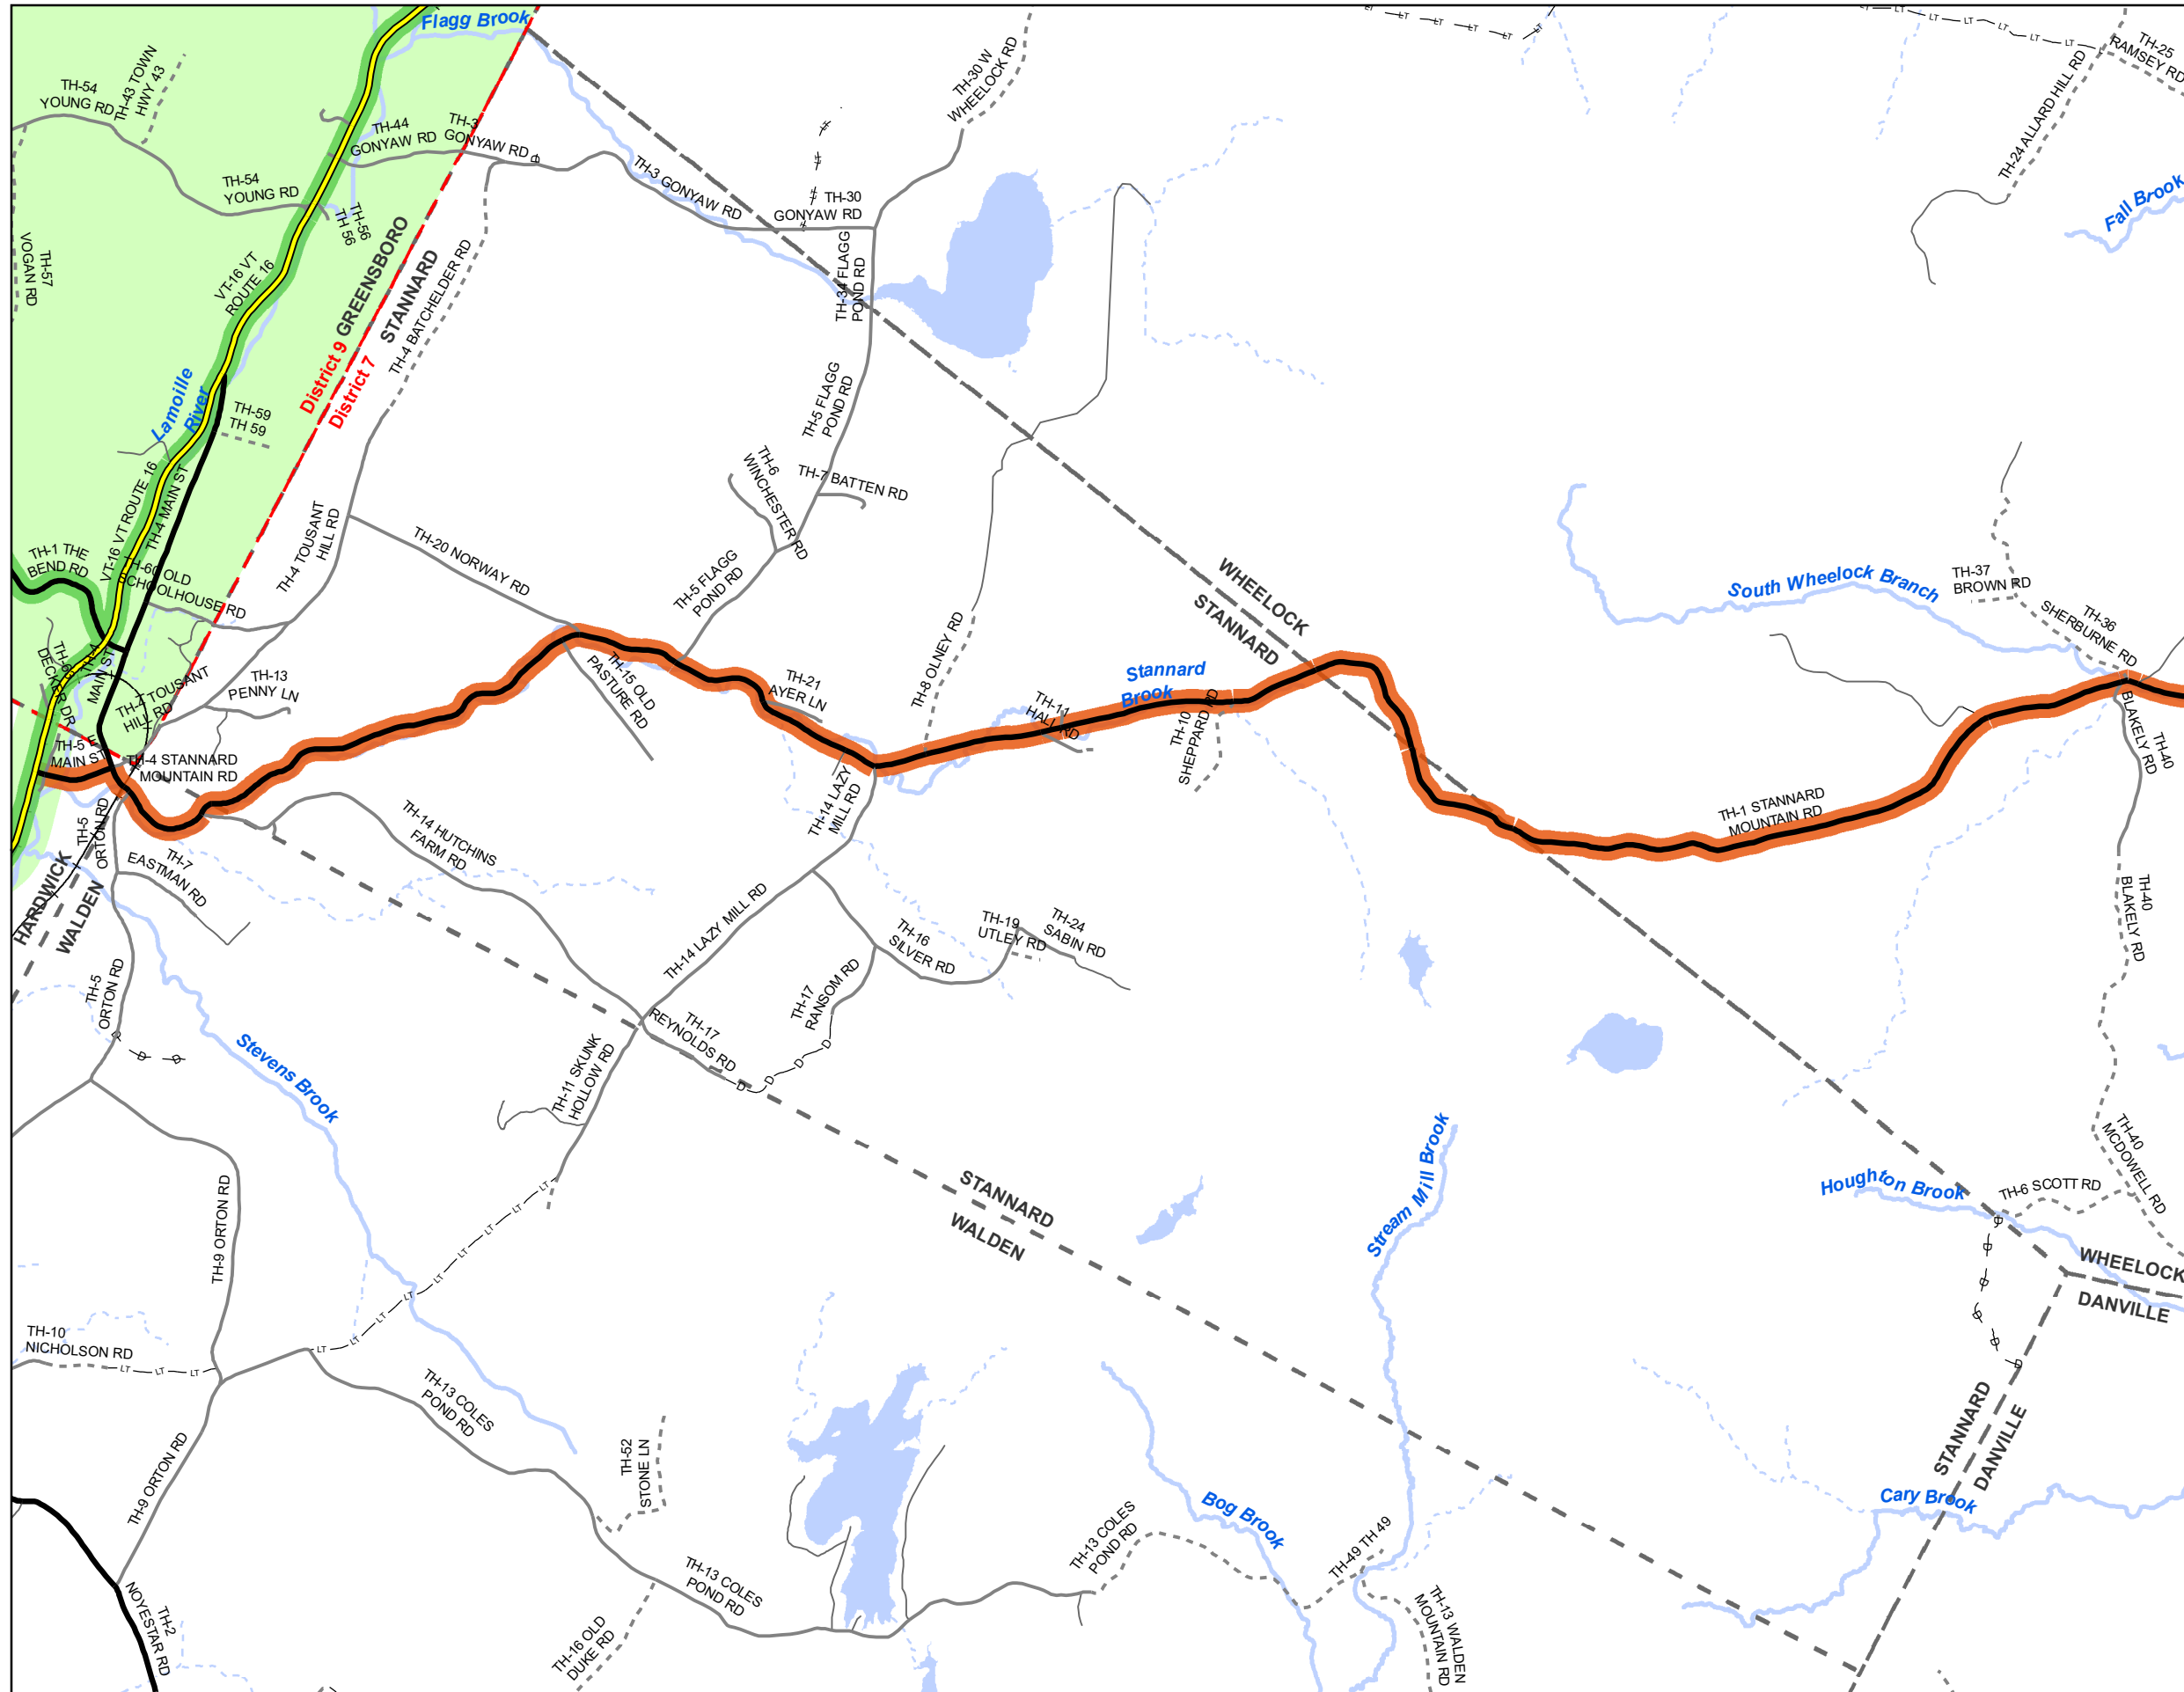 Flagg Brook
TH-54
YOUNG RD
TH-43 TOWN
HWY 43
TH-44
GONYAW RD
TH-3
GONYAW RD
TH-30 W
WHEELOCK RD
TH-25
RAMSEY RD
TH-24 ALLARD HILL RD
Fall Brook
TH-54
YOUNG RD
TH-56
TH 56
TH-3 GONYAW RD
TH-30
GONYAW RD
TH-57
VOGAN RD
VT-16 VT
ROUTE 16
GREENSBORO
STANNARD
District 9
District 7
TH-4 BATCHELDER RD
TH-34 FLAGG
POND RD
Lamoille
River
TH-59
TH 59
TH-5 FLAGG
POND RD
TH-6
WINCHESTER RD
TH-7 BATTEN RD
VT-16 VT ROUTE 16
TH-4 MAIN ST
TH-1 THE
BEND RD
TH-60 OLD
SCHOOLHOUSE RD
TH-4 TOUSANT
HILL RD
TH-20 NORWAY RD
TH-5 FLAGG
POND RD
WHEELOCK
STANNARD
South Wheelock Branch
TH-37
BROWN RD
TH-36
SHERBURNE RD
DECKER DR
TH-4
MAIN ST
TH-4 TOUSANT
HILL RD
TH-13
PENNY LN
TH-15 OLD
PASTURE RD
TH-21
AYER LN
TH-8 OLNEY RD
TH-11
HALL RD
Stannard
Brook
TH-10
SHEPPARD RD
TH-40
BLAKELY RD
TH-5 E
MAIN ST
TH-4 STANNARD
MOUNTAIN RD
TH-5
ORTON RD
TH-7
EASTMAN RD
HARDWICK
WALDEN
TH-14 HUTCHINS
FARM RD
TH-14 LAZY
MILL RD
TH-1 STANNARD
MOUNTAIN RD
TH-40
BLAKELY RD
TH-14 LAZY MILL RD
TH-16
SILVER RD
TH-19
UTLEY RD
TH-24
SABIN RD
TH-5
ORTON RD
TH-17
RANSOM RD
TH-17
REYNOLDS RD
Stevens Brook
TH-11 SKUNK
HOLLOW RD
Stream Mill Brook
TH-40
MCDOWELL RD
Houghton Brook
TH-6 SCOTT RD
STANNARD
WALDEN
WHEELOCK
DANVILLE
TH-9 ORTON RD
TH-10
NICHOLSON RD
LT LT LT
TH-13 COLES
POND RD
STANNARD
DANVILLE
TH-9 ORTON RD
TH-52
STONE LN
Bog Brook
Cary Brook
TH-13 COLES
POND RD
TH-49 TH 49
TH-2
NOYESTAR RD
TH-13 COLES
POND RD
TH-16 OLD
DUKE RD
TH-13 WALDEN
MOUNTAIN RD